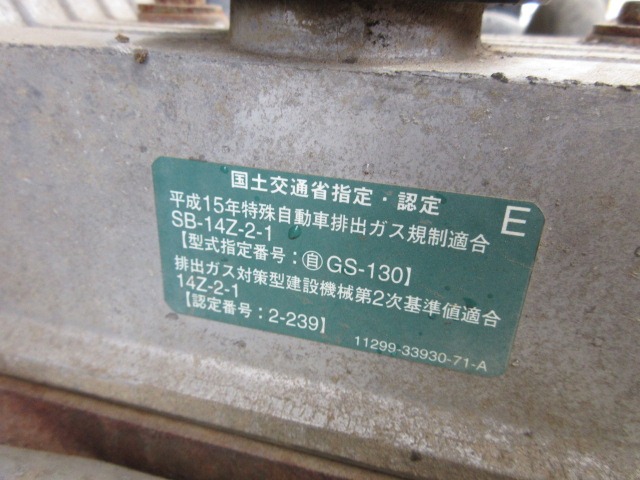 国土交通省指定・認定
E
平成15年特殊自動車排出ガス規制適合
SB-14Z-2-1
【型式指定番号：㉂GS-130】
排出ガス対策型建設機械第2次基準値適合
14Z-2-1
【認定番号：2-239】
11299-33930-71-A